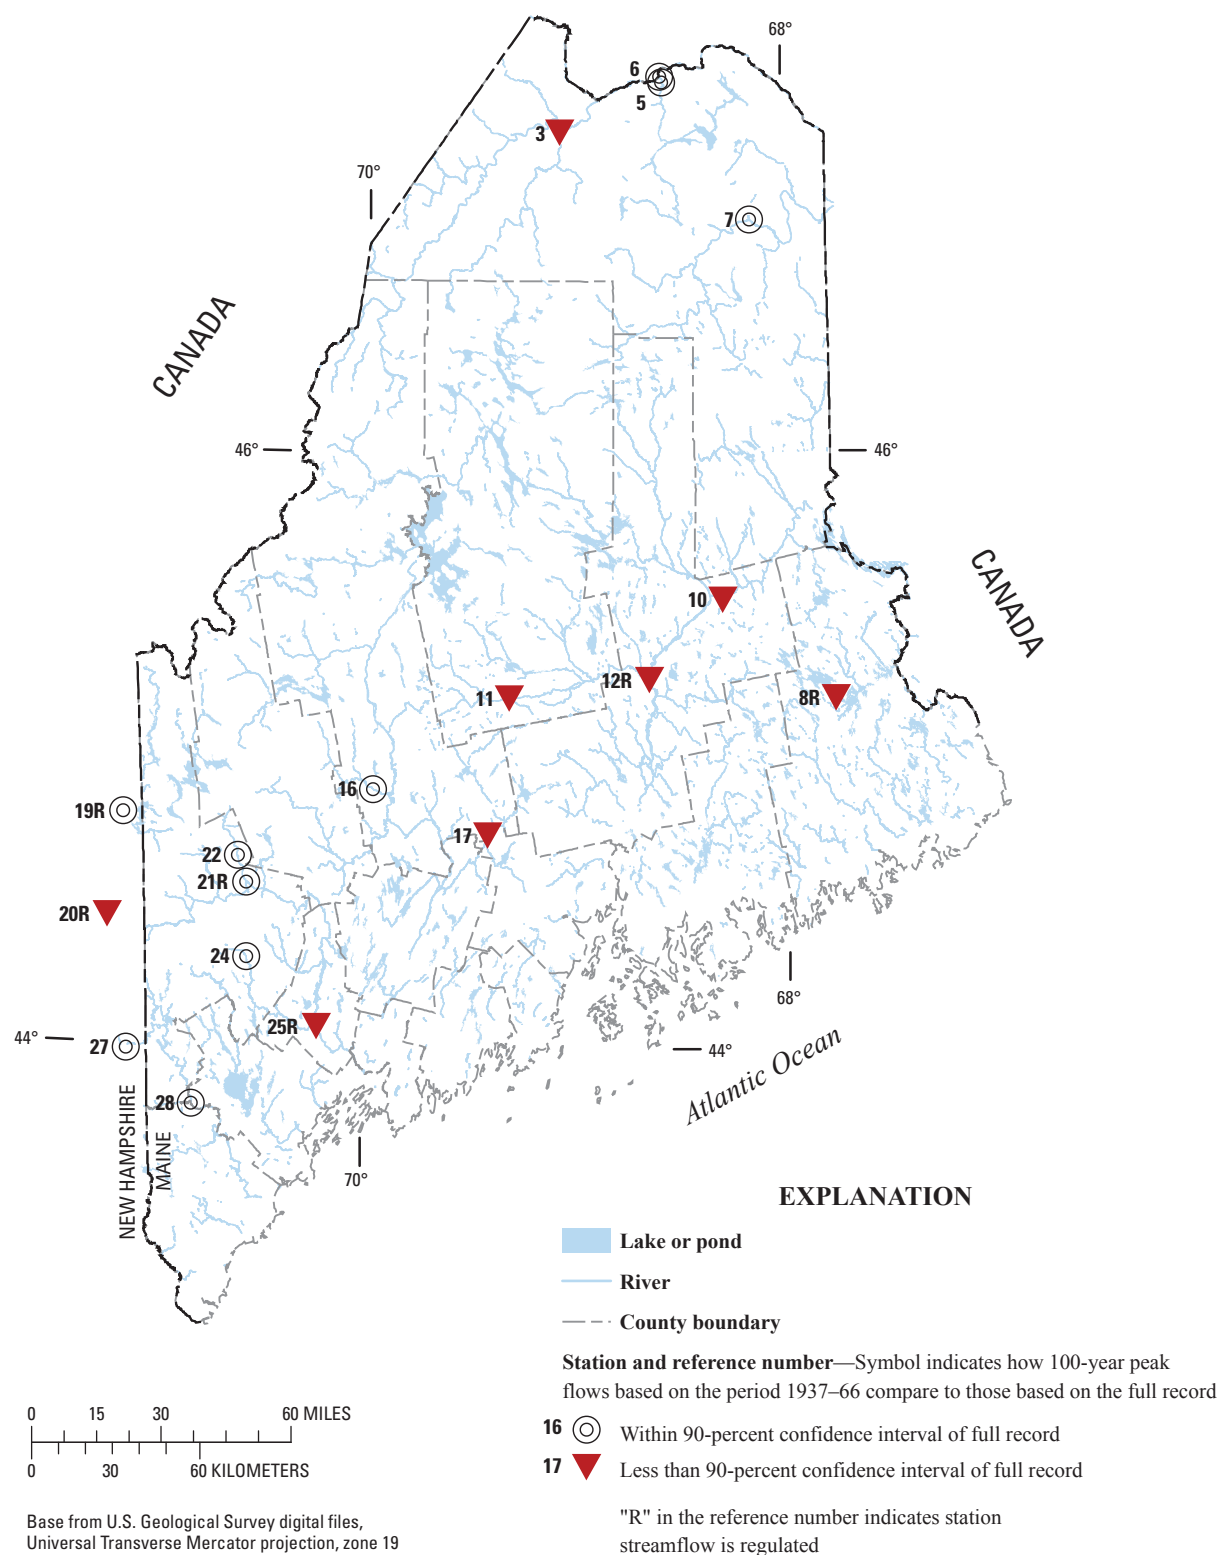 68°
6
5
3
70°
7
CANADA
46°
46°
CANADA
10
12R
11
8R
16
19R
17
22
21R
20R
24
68°
25R
44°
27
44°
Atlantic Ocean
28
NEW HAMPSHIRE
MAINE
70°
EXPLANATION
Lake or pond
River
County boundary
Station and reference number—Symbol indicates how 100-year peak
flows based on the period 1937–66 compare to those based on the full record
16 Within 90-percent confidence interval of full record
17 Less than 90-percent confidence interval of full record
"R" in the reference number indicates station
streamflow is regulated
0 15 30 60 MILES
0 30 60 KILOMETERS
Base from U.S. Geological Survey digital files,
Universal Transverse Mercator projection, zone 19